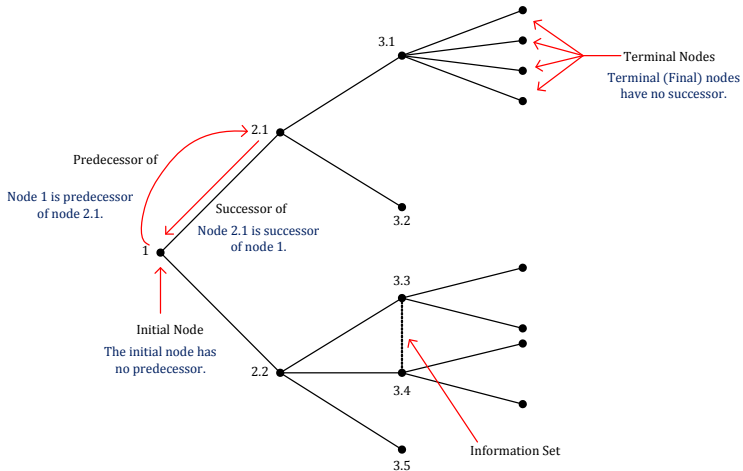 3.1
Terminal Nodes
Terminal (Final) nodes
have no successor.
2.1
Predecessor of
Node 1 is predecessor
of node 2.1.
Successor of
Node 2.1 is successor
of node 1.
3.2
1
3.3
Initial Node
The initial node has
no predecessor.
2.2
3.4
Information Set
3.5